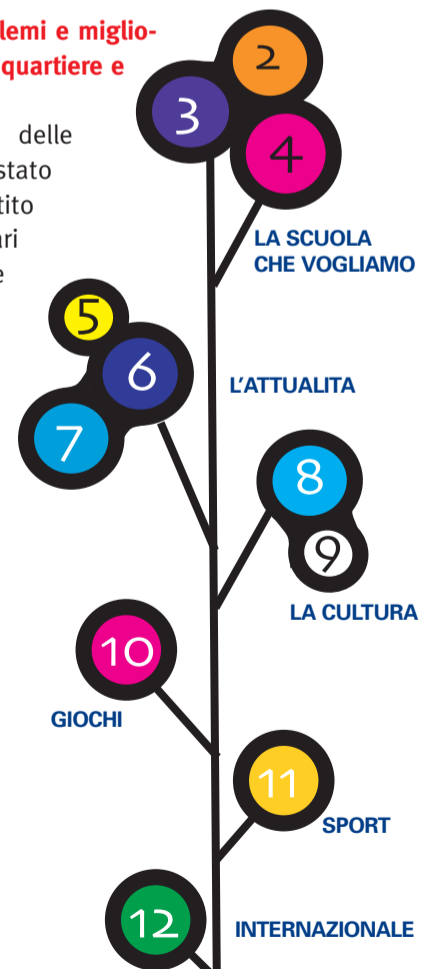 lemi e miglio-
quartiere e
delle
stato
tito
ari
e
2
3
4
LA SCUOLA
CHE VOGLIAMO
5
6
7
L'ATTUALITA
8
9
LA CULTURA
10
GIOCHI
11
SPORT
12
INTERNAZIONALE